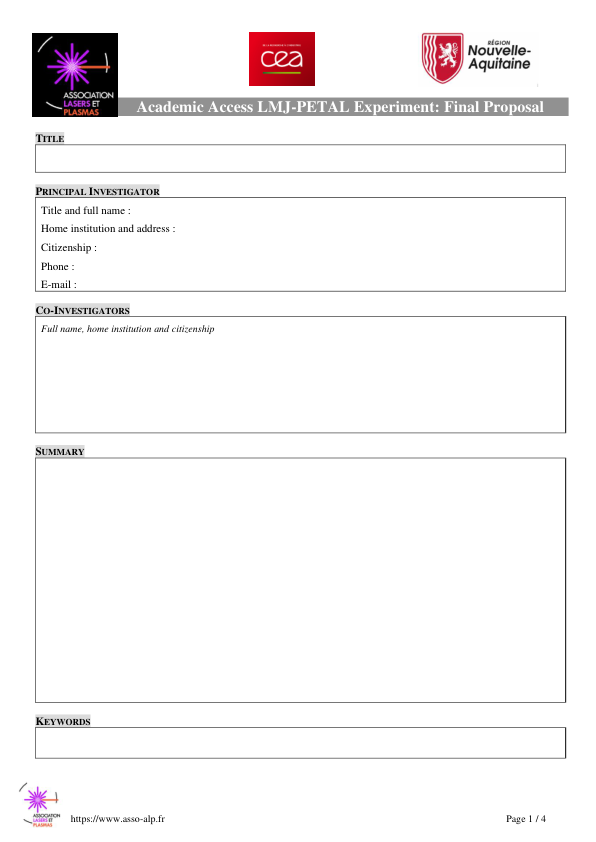 ASSOCIATION
LASERS ET
PLASMAS
cea
RÉGION
Nouvelle-
Aquitaine
Academic Access LMJ-PETAL Experiment: Final Proposal
TITLE
PRINCIPAL INVESTIGATOR
Title and full name :
Home institution and address :
Citizenship :
Phone :
E-mail :
CO-INVESTIGATORS
Full name, home institution and citizenship
SUMMARY
KEYWORDS
ASSOCIATION
LASERS ET
PLASMAS
https://www.asso-alp.fr
Page 1 / 4